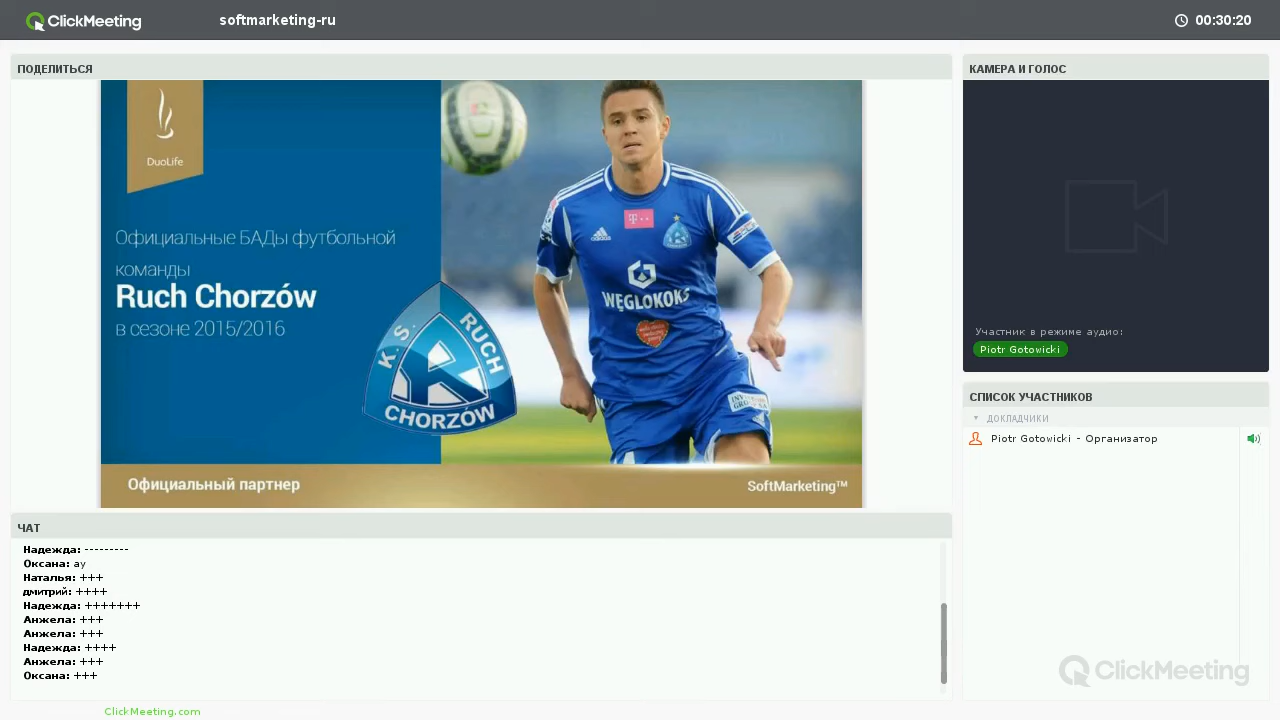 ClickMeeting
softmarketing-ru
00:30:20
ПОДЕЛИТЬСЯ
DuoLife
Официальные БАДы футбольной
команды
Ruch Chorzów
в сезоне 2015/2016
K.S. RUCH
CHORZÓW
adidas
WĘGLOKOKS
Официальный партнер
SoftMarketing™
КАМЕРА И ГОЛОС
Участник в режиме аудио:
Piotr Gotowicki
СПИСОК УЧАСТНИКОВ
ДОКЛАДЧИКИ
Piotr Gotowicki - Организатор
ЧАТ
Надежда: ---------
Оксана: ау
Наталья: +++
дмитрий: ++++
Надежда: +++++++
Анжела: +++
Анжела: +++
Надежда: ++++
Анжела: +++
Оксана: +++
ClickMeeting
ClickMeeting.com